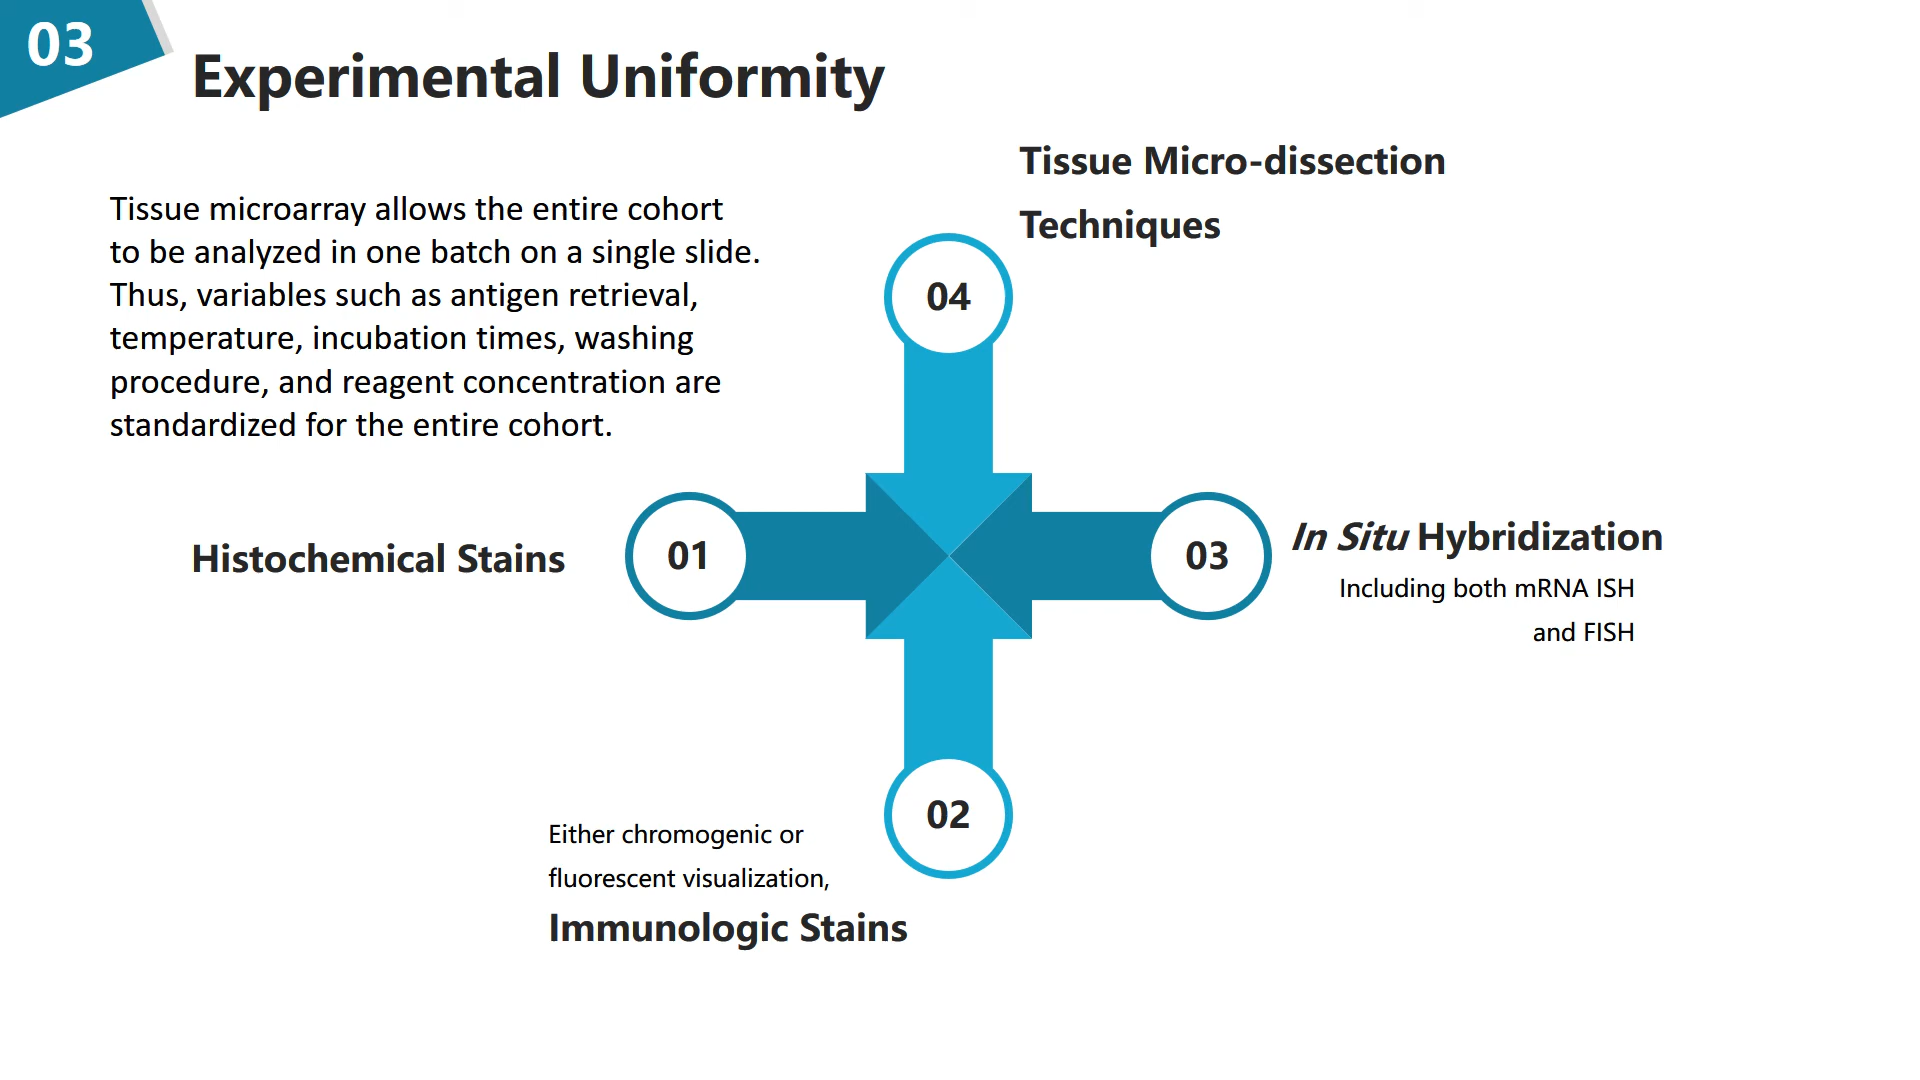 03
Experimental Uniformity
Tissue microarray allows the entire cohort
to be analyzed in one batch on a single slide.
Thus, variables such as antigen retrieval,
temperature, incubation times, washing
procedure, and reagent concentration are
standardized for the entire cohort.
Tissue Micro-dissection
Techniques
04
Histochemical Stains
01
03
In Situ Hybridization
Including both mRNA ISH
and FISH
02
Either chromogenic or
fluorescent visualization,
Immunologic Stains